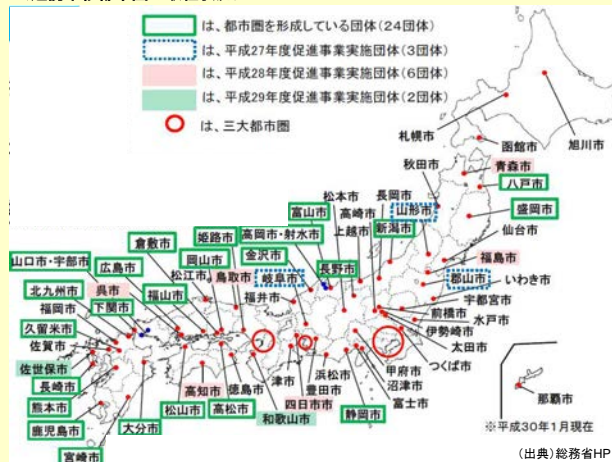 は、都市圏を形成している団体(24団体)
は、平成27年度促進事業実施団体(3団体)
は、平成28年度促進事業実施団体(6団体)
は、平成29年度促進事業実施団体(2団体)
は、三大都市圏
札幌市
旭川市
函館市
秋田市
青森市
八戸市
盛岡市
松本市
長岡市
高崎市
山形市
富山市
上越市
新潟市
仙台市
姫路市
高岡市・射水市
倉敷市
岡山市
金沢市
長野市
福島市
山口市・宇部市
広島市
松江市
鳥取市
岐阜市
郡山市
いわき市
北九州市
呉市
福井市
宇都宮市
福岡市
下関市
福山市
前橋市
水戸市
久留米市
伊勢崎市
佐賀市
太田市
佐世保市
つくば市
長崎市
高知市
徳島市
津市
浜松市
甲府市
熊本市
豊田市
沼津市
鹿児島市
大分市
松山市
高松市
四日市市
富士市
那覇市
和歌山市
静岡市
宮崎市
※平成30年1月現在
(出典)総務省HP